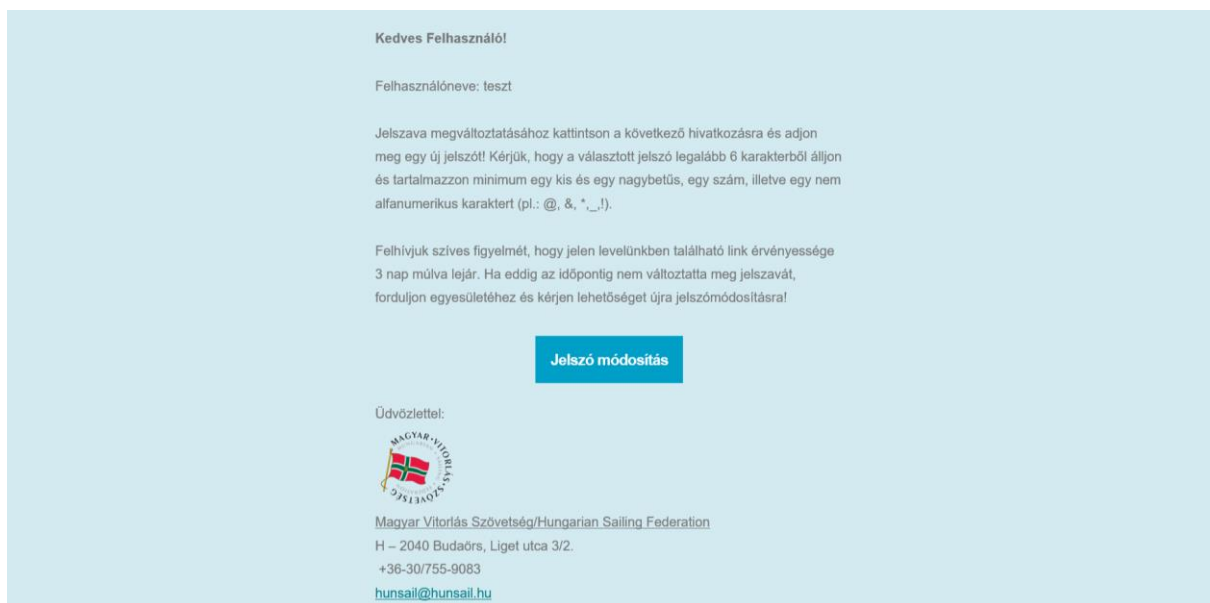 Kedves Felhasználó!
Felhasználóneve: teszt
Jelszava megváltoztatásához kattintson a következő hivatkozásra és adjon
meg egy új jelszót! Kérjük, hogy a választott jelszó legalább 6 karakterből álljon
és tartalmazzon minimum egy kis és egy nagybetűs, egy szám, illetve egy nem
alfanumerikus karaktert (pl.: @, &, *,_,!).
Felhívjuk szíves figyelmét, hogy jelen levelünkben található link érvényessége
3 nap múlva lejár. Ha eddig az időpontig nem változtatta meg jelszavát,
forduljon egyesületéhez és kérjen lehetőséget újra jelszómódosításra!
Jelszó módosítás
Üdvözlettel:
MAGYAR·VITORLÁS·SZÖVETSÉG
Magyar Vitorlás Szövetség/Hungarian Sailing Federation
H – 2040 Budaörs, Liget utca 3/2.
+36-30/755-9083
hunsail@hunsail.hu